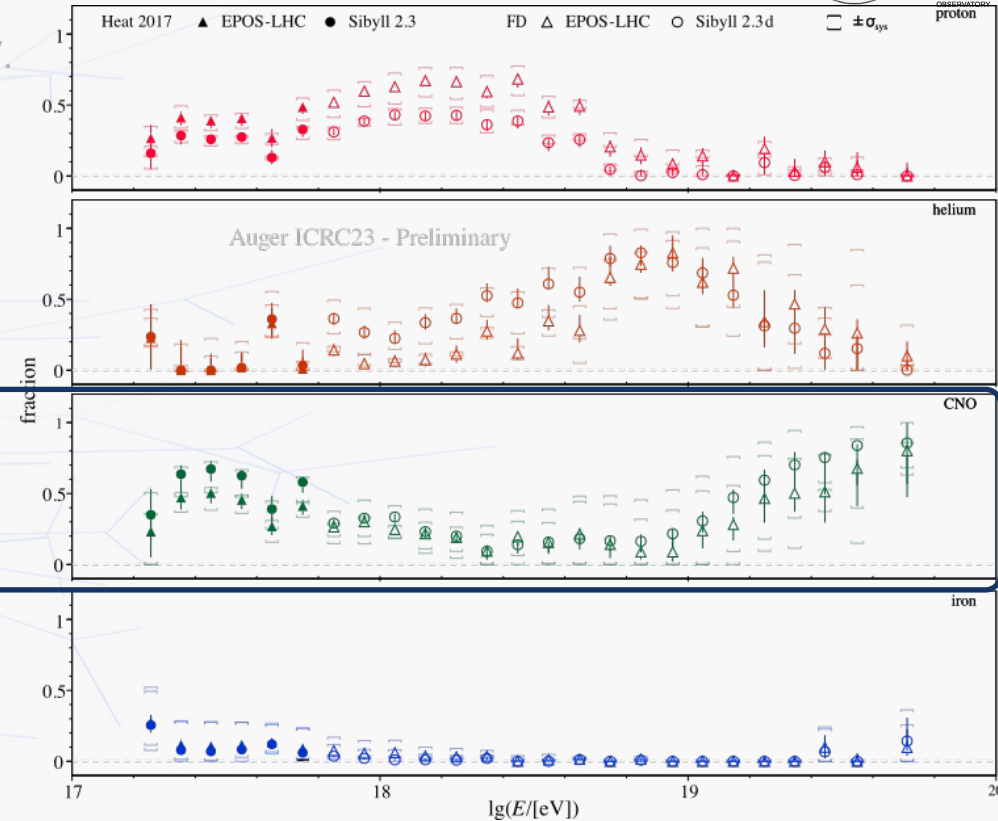 OBSERVATORY
Heat 2017 ▲ EPOS-LHC ● Sibyll 2.3 FD △ EPOS-LHC ○ Sibyll 2.3d ±σsys
proton
1
0.5
0
helium
Auger ICRC23 - Preliminary
1
0.5
0
fraction
CNO
1
0.5
0
iron
1
0.5
0
17 18 19
lg(E/[eV])